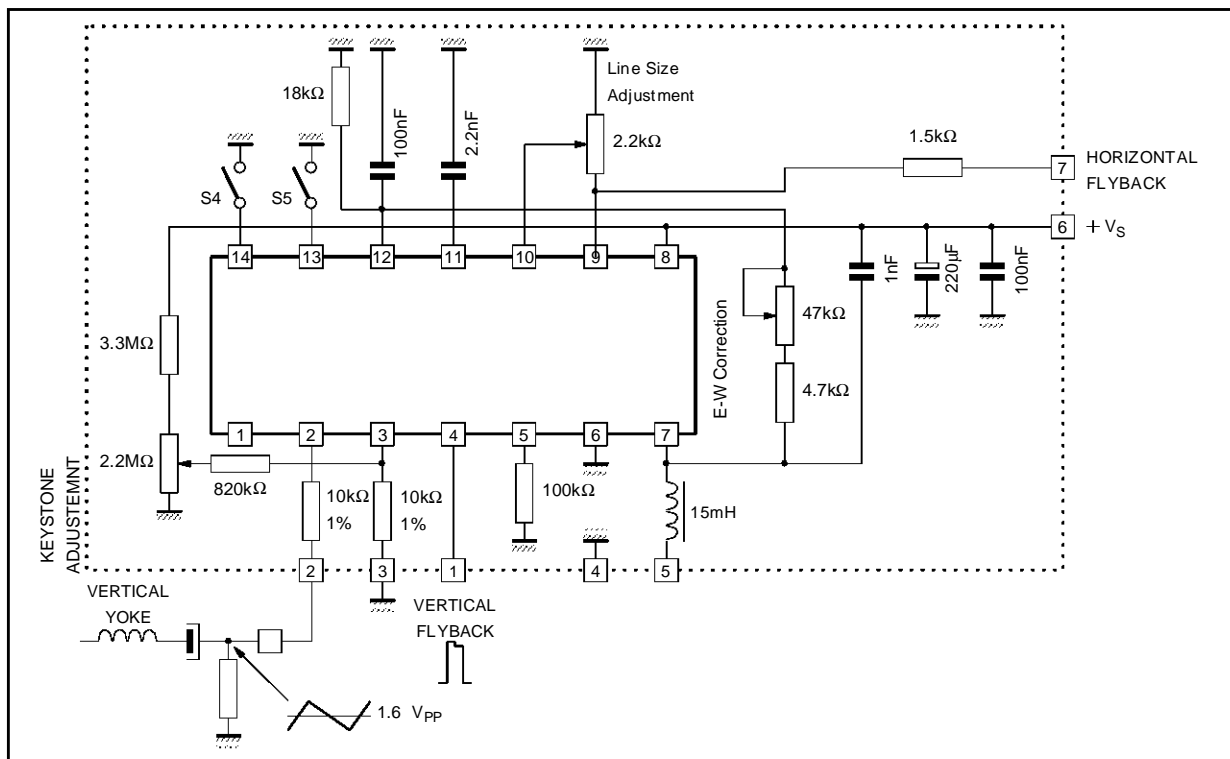 Line Size
Adjustment
18kΩ
100nF
2.2nF
2.2kΩ
1.5kΩ
7
HORIZONTAL
FLYBACK
S4
S5
6
+ VS
14
13
12
11
10
9
8
1nF
220µF
100nF
3.3MΩ
E-W Correction
47kΩ
4.7kΩ
1
2
3
4
5
6
7
2.2MΩ
820kΩ
10kΩ
1%
10kΩ
1%
100kΩ
15mH
KEYSTONE
ADJUSTEMNT
2
3
1
4
5
VERTICAL
YOKE
VERTICAL
FLYBACK
1.6 VPP